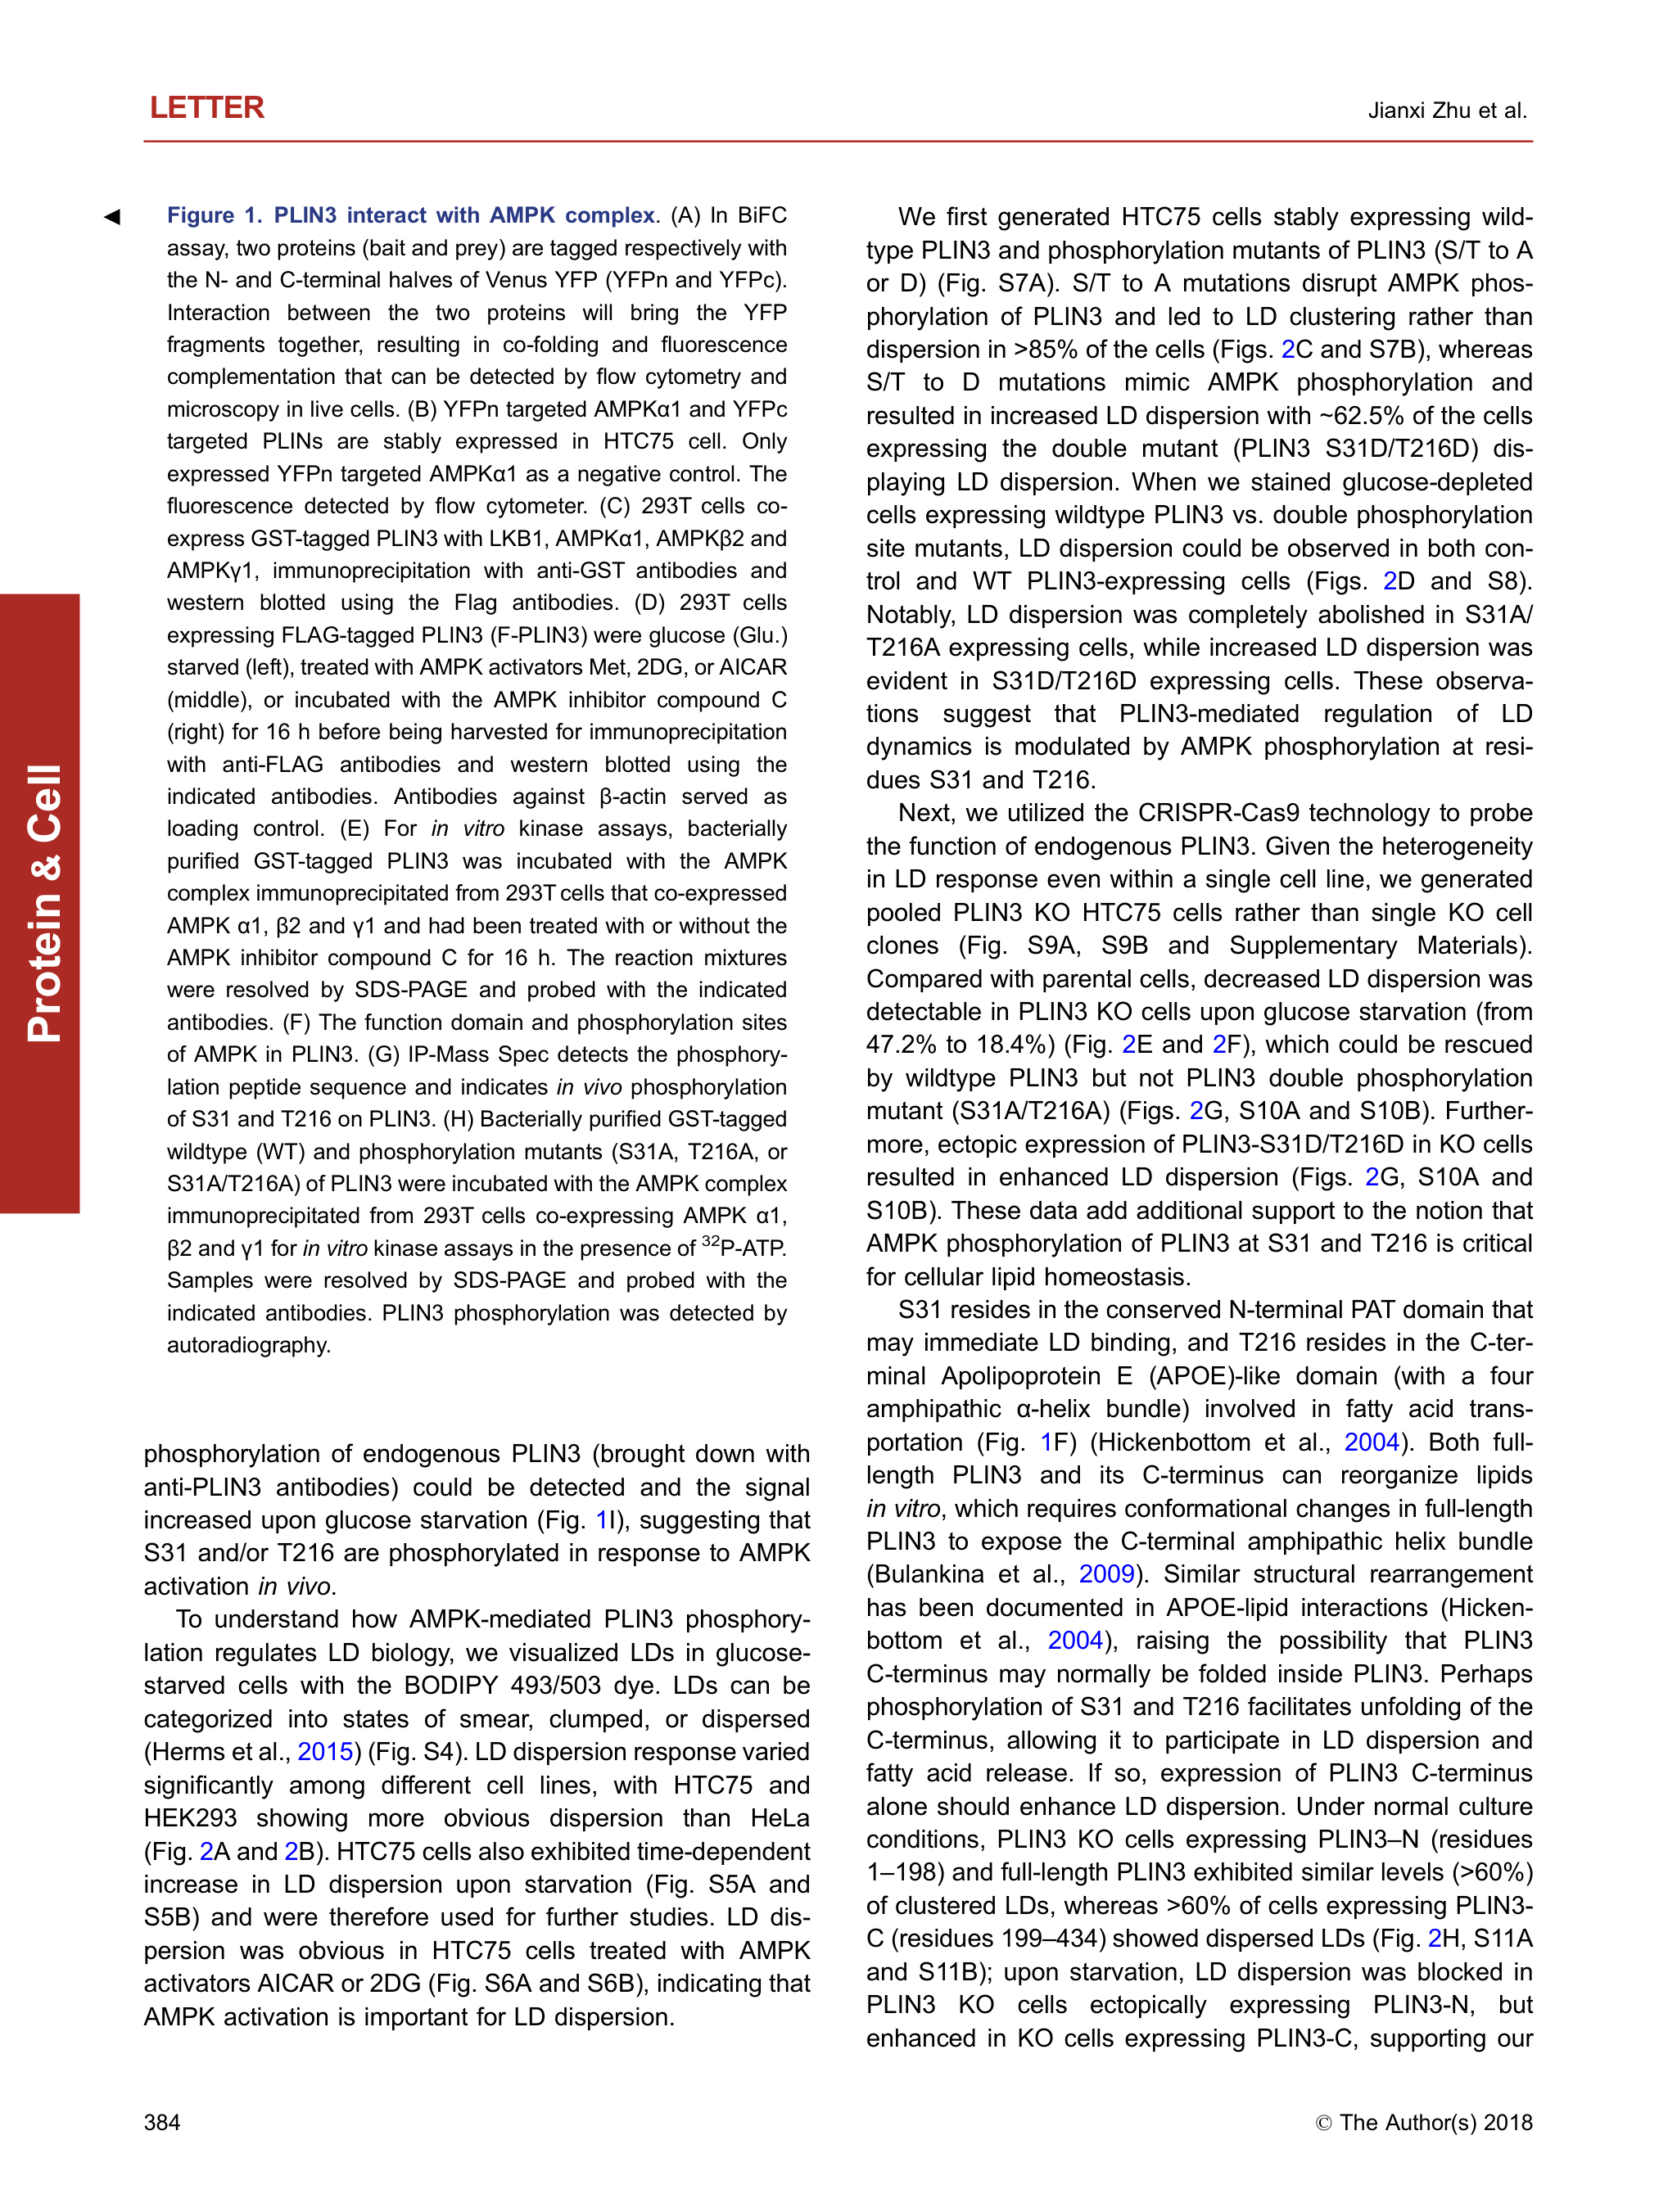 LETTER
Jianxi Zhu et al.
◀ Figure 1. PLIN3 interact with AMPK complex. (A) In BiFC
assay, two proteins (bait and prey) are tagged respectively with
the N- and C-terminal halves of Venus YFP (YFPn and YFPc).
Interaction between the two proteins will bring the YFP
fragments together, resulting in co-folding and fluorescence
complementation that can be detected by flow cytometry and
microscopy in live cells. (B) YFPn targeted AMPKα1 and YFPc
targeted PLINs are stably expressed in HTC75 cell. Only
expressed YFPn targeted AMPKα1 as a negative control. The
fluorescence detected by flow cytometer. (C) 293T cells co-
express GST-tagged PLIN3 with LKB1, AMPKα1, AMPKβ2 and
AMPKγ1, immunoprecipitation with anti-GST antibodies and
western blotted using the Flag antibodies. (D) 293T cells
expressing FLAG-tagged PLIN3 (F-PLIN3) were glucose (Glu.)
starved (left), treated with AMPK activators Met, 2DG, or AICAR
(middle), or incubated with the AMPK inhibitor compound C
(right) for 16 h before being harvested for immunoprecipitation
with anti-FLAG antibodies and western blotted using the
indicated antibodies. Antibodies against β-actin served as
loading control. (E) For in vitro kinase assays, bacterially
purified GST-tagged PLIN3 was incubated with the AMPK
complex immunoprecipitated from 293T cells that co-expressed
AMPK α1, β2 and γ1 and had been treated with or without the
AMPK inhibitor compound C for 16 h. The reaction mixtures
were resolved by SDS-PAGE and probed with the indicated
antibodies. (F) The function domain and phosphorylation sites
of AMPK in PLIN3. (G) IP-Mass Spec detects the phosphory-
lation peptide sequence and indicates in vivo phosphorylation
of S31 and T216 on PLIN3. (H) Bacterially purified GST-tagged
wildtype (WT) and phosphorylation mutants (S31A, T216A, or
S31A/T216A) of PLIN3 were incubated with the AMPK complex
immunoprecipitated from 293T cells co-expressing AMPK α1,
β2 and γ1 for in vitro kinase assays in the presence of ³²P-ATP.
Samples were resolved by SDS-PAGE and probed with the
indicated antibodies. PLIN3 phosphorylation was detected by
autoradiography.
phosphorylation of endogenous PLIN3 (brought down with
anti-PLIN3 antibodies) could be detected and the signal
increased upon glucose starvation (Fig. 1I), suggesting that
S31 and/or T216 are phosphorylated in response to AMPK
activation in vivo.
To understand how AMPK-mediated PLIN3 phosphory-
lation regulates LD biology, we visualized LDs in glucose-
starved cells with the BODIPY 493/503 dye. LDs can be
categorized into states of smear, clumped, or dispersed
(Herms et al., 2015) (Fig. S4). LD dispersion response varied
significantly among different cell lines, with HTC75 and
HEK293 showing more obvious dispersion than HeLa
(Fig. 2A and 2B). HTC75 cells also exhibited time-dependent
increase in LD dispersion upon starvation (Fig. S5A and
S5B) and were therefore used for further studies. LD dis-
persion was obvious in HTC75 cells treated with AMPK
activators AICAR or 2DG (Fig. S6A and S6B), indicating that
AMPK activation is important for LD dispersion.
We first generated HTC75 cells stably expressing wild-
type PLIN3 and phosphorylation mutants of PLIN3 (S/T to A
or D) (Fig. S7A). S/T to A mutations disrupt AMPK phos-
phorylation of PLIN3 and led to LD clustering rather than
dispersion in >85% of the cells (Figs. 2C and S7B), whereas
S/T to D mutations mimic AMPK phosphorylation and
resulted in increased LD dispersion with ~62.5% of the cells
expressing the double mutant (PLIN3 S31D/T216D) dis-
playing LD dispersion. When we stained glucose-depleted
cells expressing wildtype PLIN3 vs. double phosphorylation
site mutants, LD dispersion could be observed in both con-
trol and WT PLIN3-expressing cells (Figs. 2D and S8).
Notably, LD dispersion was completely abolished in S31A/
T216A expressing cells, while increased LD dispersion was
evident in S31D/T216D expressing cells. These observa-
tions suggest that PLIN3-mediated regulation of LD
dynamics is modulated by AMPK phosphorylation at resi-
dues S31 and T216.
Next, we utilized the CRISPR-Cas9 technology to probe
the function of endogenous PLIN3. Given the heterogeneity
in LD response even within a single cell line, we generated
pooled PLIN3 KO HTC75 cells rather than single KO cell
clones (Fig. S9A, S9B and Supplementary Materials).
Compared with parental cells, decreased LD dispersion was
detectable in PLIN3 KO cells upon glucose starvation (from
47.2% to 18.4%) (Fig. 2E and 2F), which could be rescued
by wildtype PLIN3 but not PLIN3 double phosphorylation
mutant (S31A/T216A) (Figs. 2G, S10A and S10B). Further-
more, ectopic expression of PLIN3-S31D/T216D in KO cells
resulted in enhanced LD dispersion (Figs. 2G, S10A and
S10B). These data add additional support to the notion that
AMPK phosphorylation of PLIN3 at S31 and T216 is critical
for cellular lipid homeostasis.
S31 resides in the conserved N-terminal PAT domain that
may immediate LD binding, and T216 resides in the C-ter-
minal Apolipoprotein E (APOE)-like domain (with a four
amphipathic α-helix bundle) involved in fatty acid trans-
portation (Fig. 1F) (Hickenbottom et al., 2004). Both full-
length PLIN3 and its C-terminus can reorganize lipids
in vitro, which requires conformational changes in full-length
PLIN3 to expose the C-terminal amphipathic helix bundle
(Bulankina et al., 2009). Similar structural rearrangement
has been documented in APOE-lipid interactions (Hicken-
bottom et al., 2004), raising the possibility that PLIN3
C-terminus may normally be folded inside PLIN3. Perhaps
phosphorylation of S31 and T216 facilitates unfolding of the
C-terminus, allowing it to participate in LD dispersion and
fatty acid release. If so, expression of PLIN3 C-terminus
alone should enhance LD dispersion. Under normal culture
conditions, PLIN3 KO cells expressing PLIN3–N (residues
1–198) and full-length PLIN3 exhibited similar levels (>60%)
of clustered LDs, whereas >60% of cells expressing PLIN3-
C (residues 199–434) showed dispersed LDs (Fig. 2H, S11A
and S11B); upon starvation, LD dispersion was blocked in
PLIN3 KO cells ectopically expressing PLIN3-N, but
enhanced in KO cells expressing PLIN3-C, supporting our
Protein & Cell
384
© The Author(s) 2018